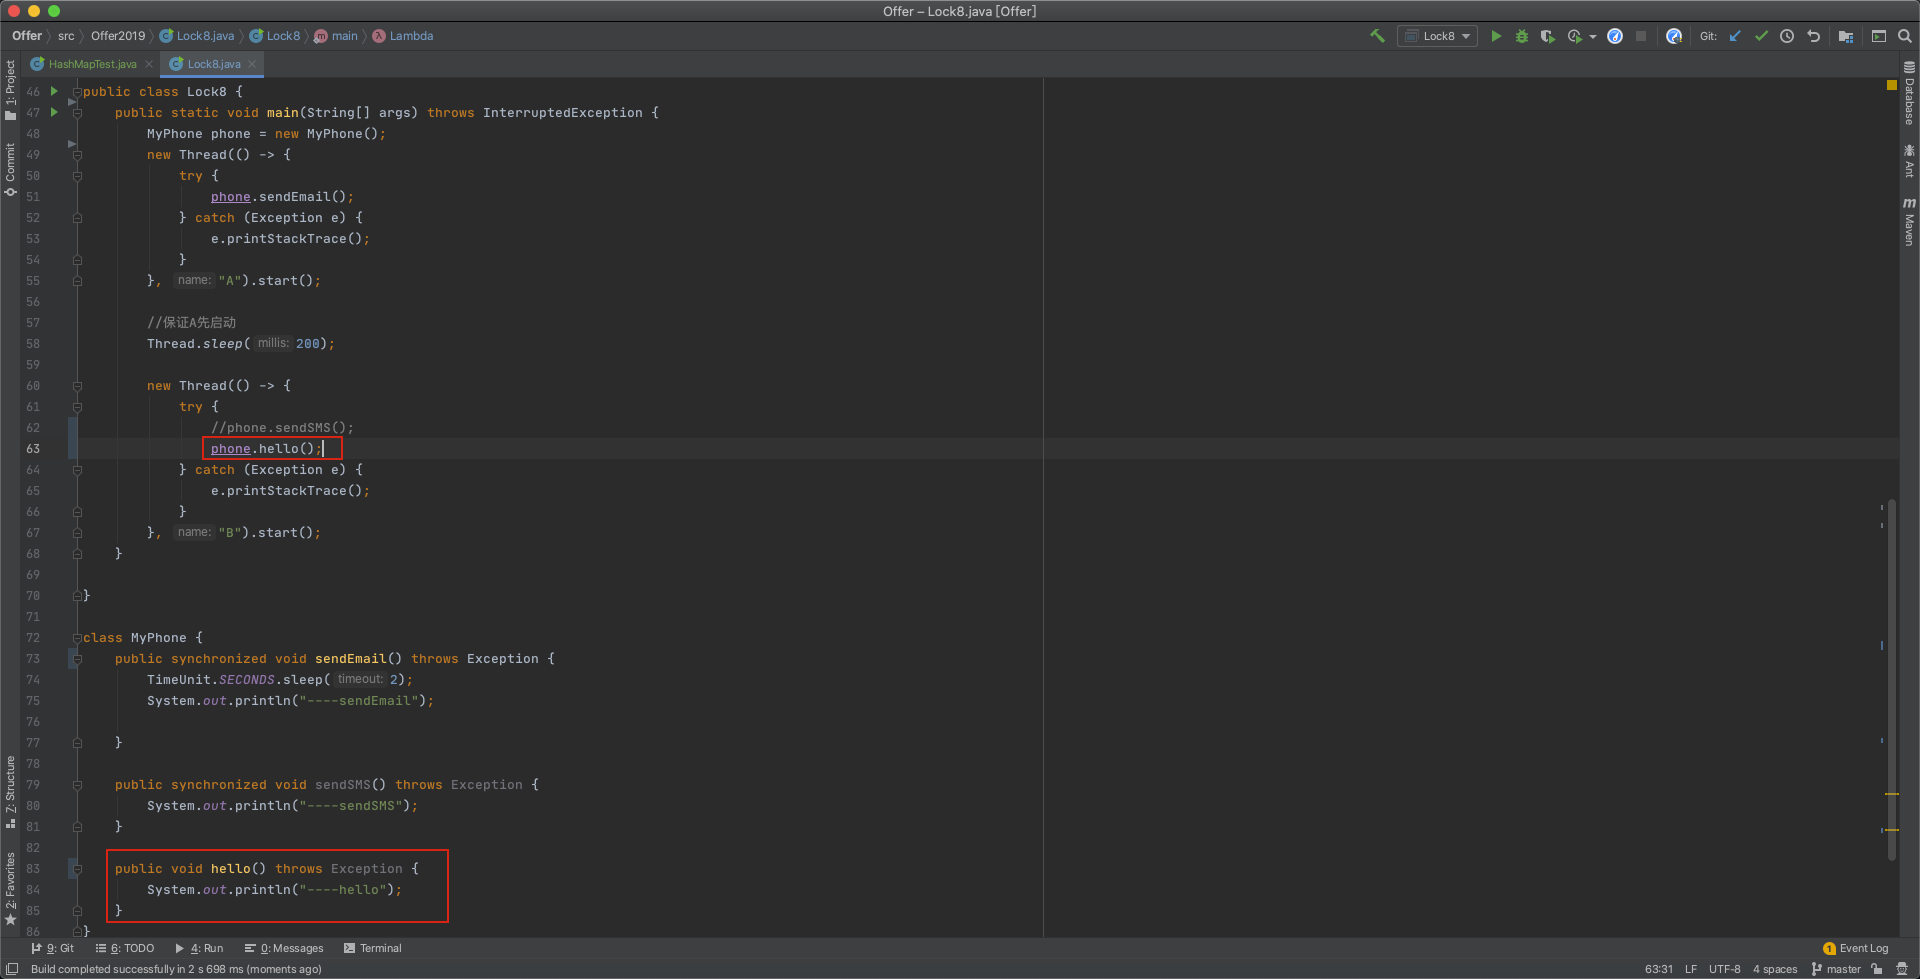 Offer – Lock8.java [Offer]
Offer src Offer2019 Lock8.java Lock8 main Lambda
Lock8 Git:
HashMapTest.java Lock8.java
1: Project
Commit
7: Structure
2: Favorites
Database
Ant
Maven
46 public class Lock8 {
47 public static void main(String[] args) throws InterruptedException {
48 MyPhone phone = new MyPhone();
49 new Thread(() -> {
50 try {
51 phone.sendEmail();
52 } catch (Exception e) {
53 e.printStackTrace();
54 }
55 }, name: "A").start();
56
57 //保证A先启动
58 Thread.sleep( millis: 200);
59
60 new Thread(() -> {
61 try {
62 //phone.sendSMS();
63 phone.hello();
64 } catch (Exception e) {
65 e.printStackTrace();
66 }
67 }, name: "B").start();
68 }
69
70 }
71
72 class MyPhone {
73 public synchronized void sendEmail() throws Exception {
74 TimeUnit.SECONDS.sleep( timeout: 2);
75 System.out.println("----sendEmail");
76
77 }
78
79 public synchronized void sendSMS() throws Exception {
80 System.out.println("----sendSMS");
81 }
82
83 public void hello() throws Exception {
84 System.out.println("----hello");
85 }
86 }
9: Git 6: TODO 4: Run 0: Messages Terminal 1 Event Log
Build completed successfully in 2 s 698 ms (moments ago) 63:31 LF UTF-8 4 spaces master